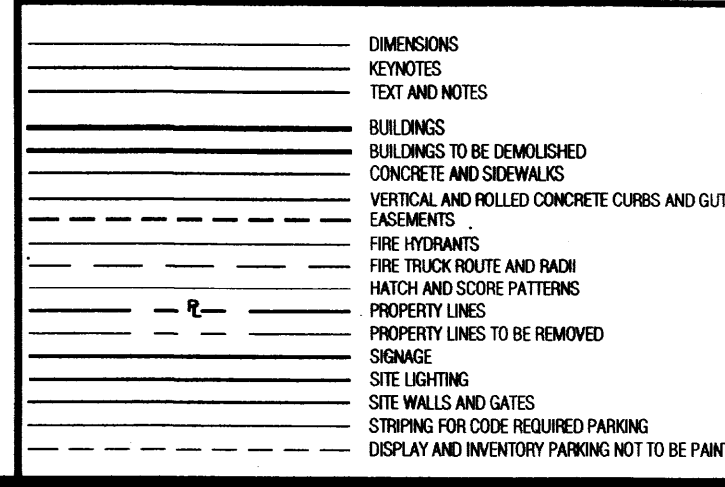 DIMENSIONS
KEYNOTES
TEXT AND NOTES
BUILDINGS
BUILDINGS TO BE DEMOLISHED
CONCRETE AND SIDEWALKS
VERTICAL AND ROLLED CONCRETE CURBS AND GUT
EASEMENTS
FIRE HYDRANTS
FIRE TRUCK ROUTE AND RADII
HATCH AND SCORE PATTERNS
PL PROPERTY LINES
PROPERTY LINES TO BE REMOVED
SIGNAGE
SITE LIGHTING
SITE WALLS AND GATES
STRIPING FOR CODE REQUIRED PARKING
DISPLAY AND INVENTORY PARKING NOT TO BE PAINT